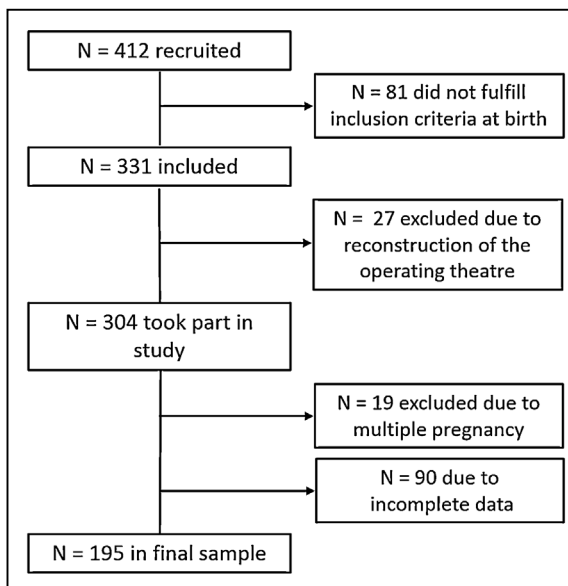 N = 412 recruited
N = 81 did not fulfill
inclusion criteria at birth
N = 331 included
N =  27 excluded due to
reconstruction of the
operating theatre
N = 304 took part in
study
N = 19 excluded due to
multiple pregnancy
N = 90 due to
incomplete data
N = 195 in final sample